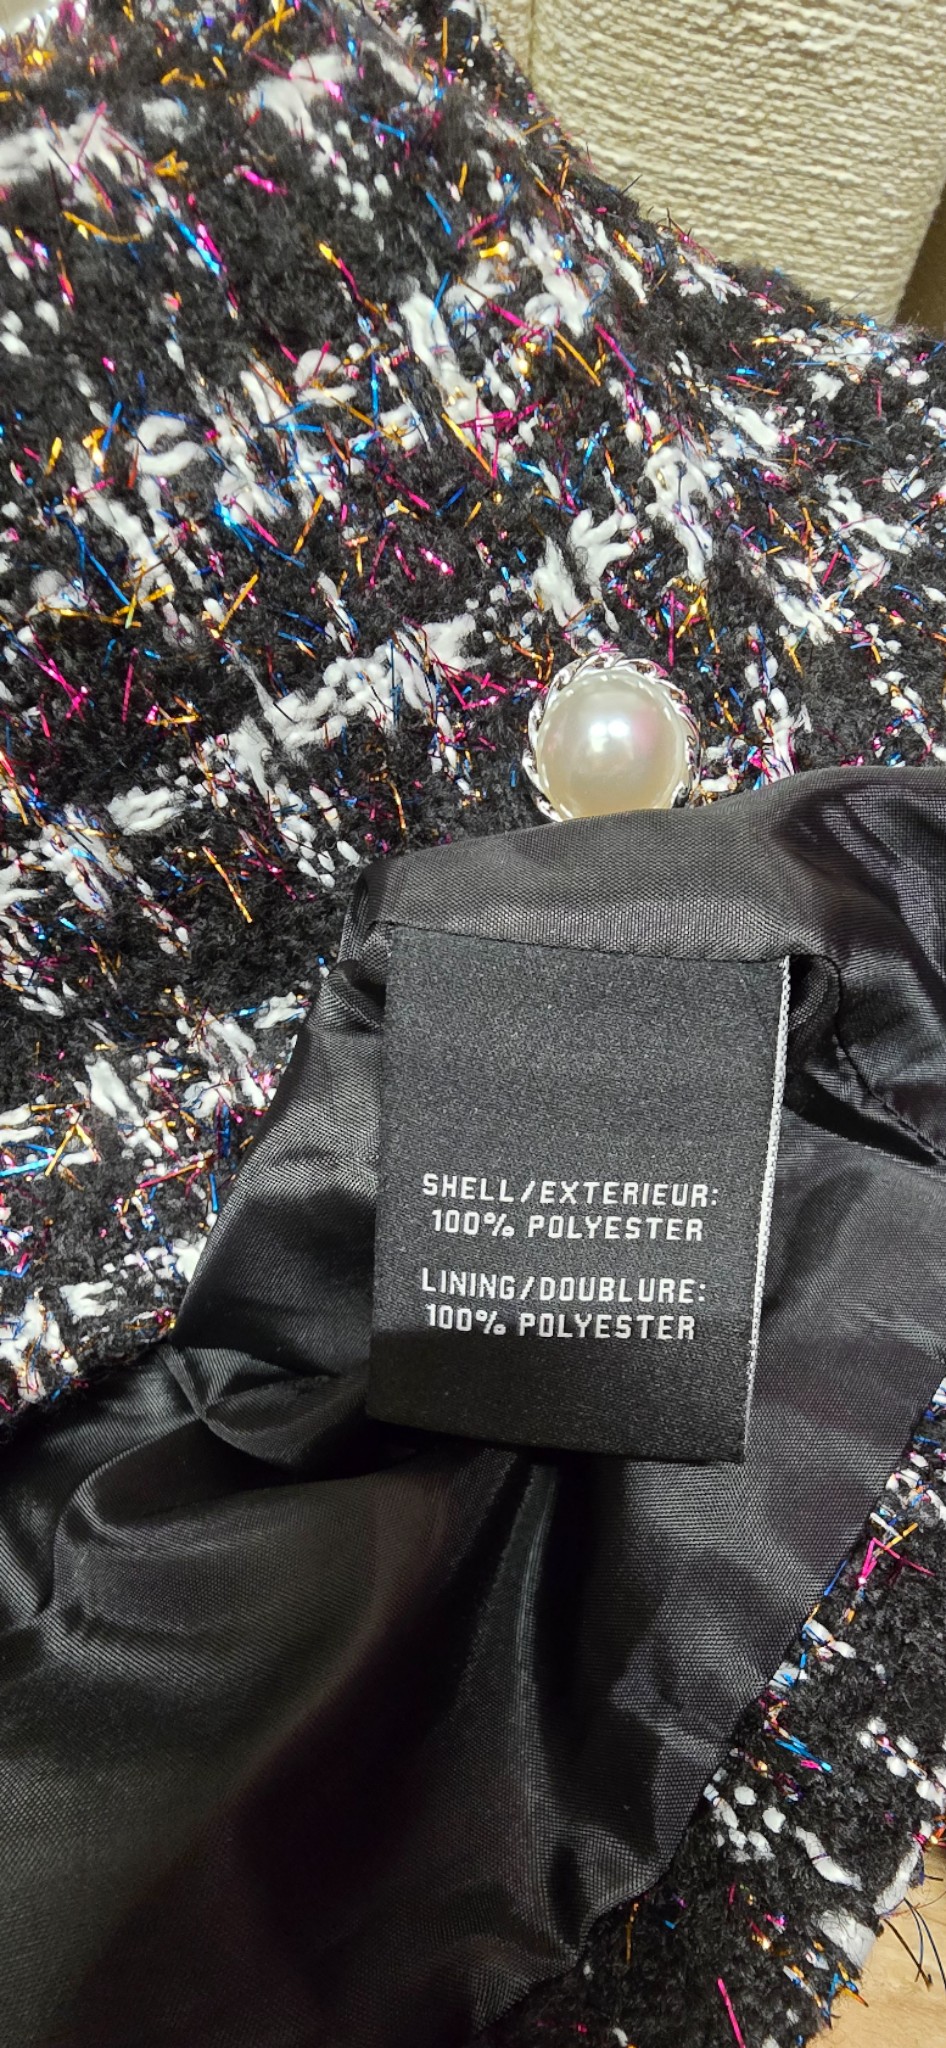 SHELL/EXTERIEUR:
100% POLYESTER
LINING/DOUBLURE:
100% POLYESTER